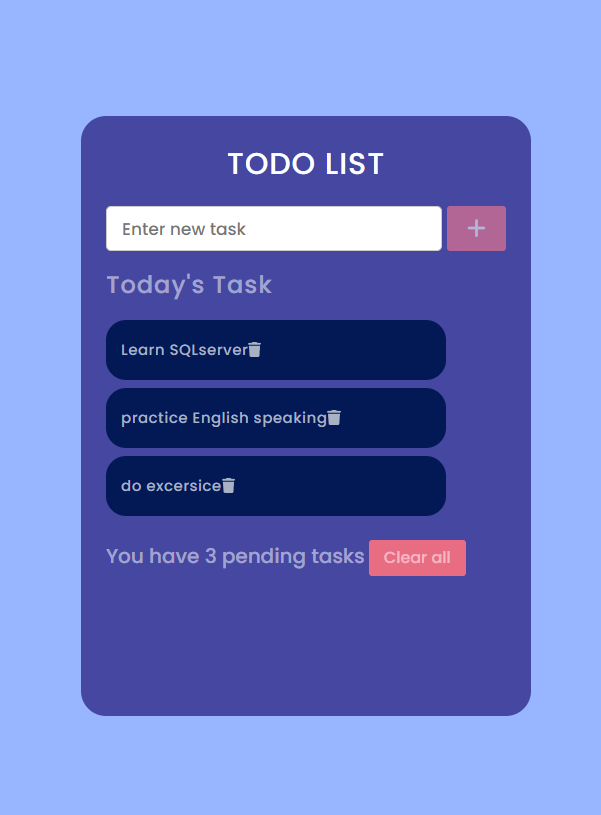 TODO LIST
Enter new task
Today's Task
Learn SQLserver
practice English speaking
do excersice
You have 3 pending tasks Clear all